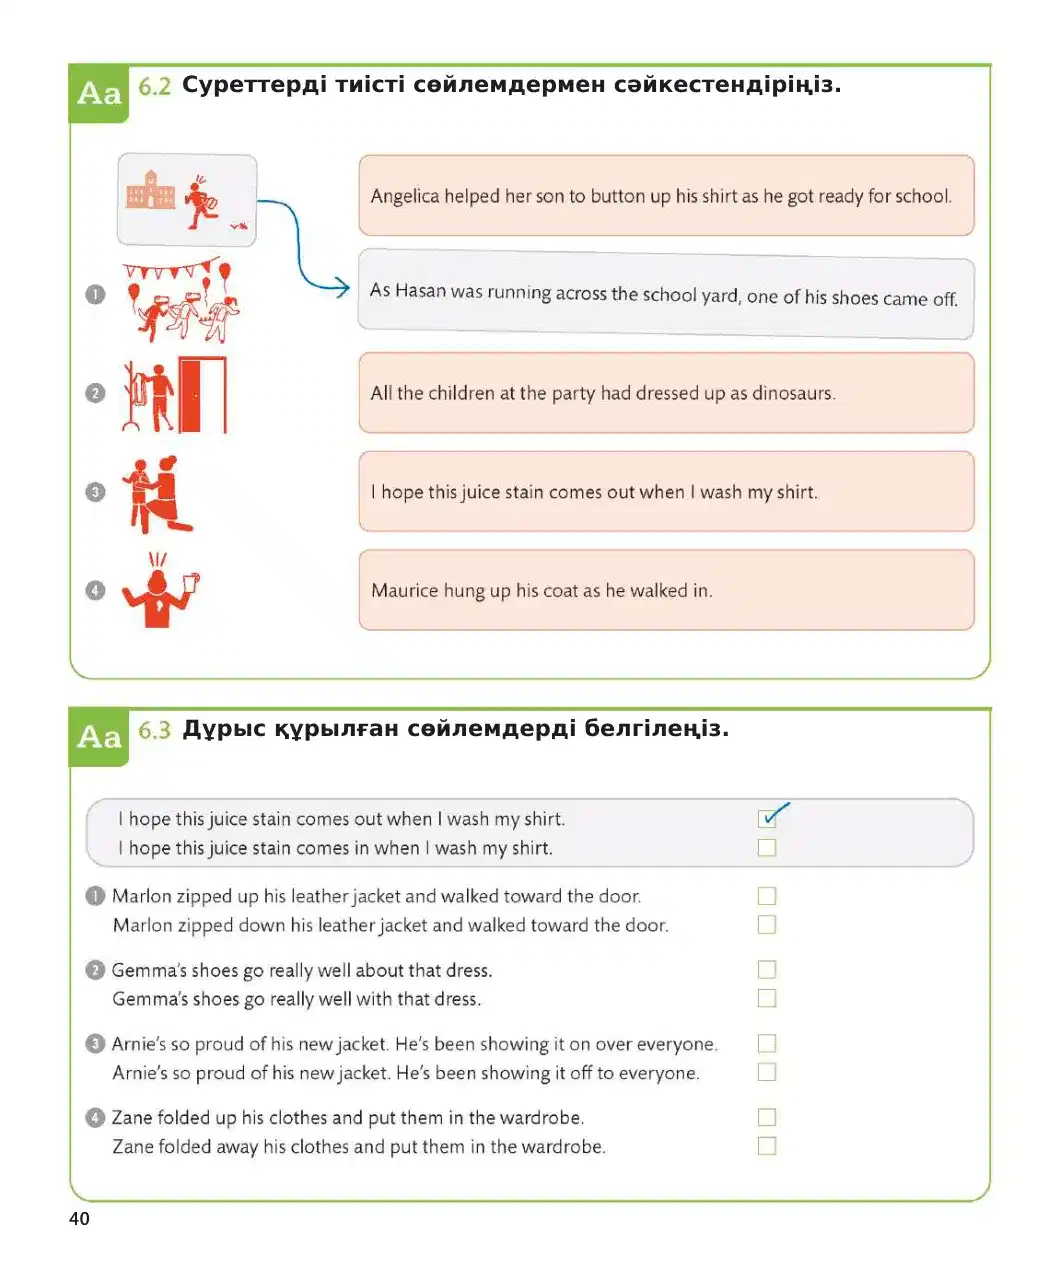 Aa 6.2 Суреттерді тиісті сөйлемдермен сәйкестендіріңіз.
Angelica helped her son to button up his shirt as he got ready for school.
1 As Hasan was running across the school yard, one of his shoes came off.
2 All the children at the party had dressed up as dinosaurs.
3 I hope this juice stain comes out when I wash my shirt.
4 Maurice hung up his coat as he walked in.
Aa 6.3 Дұрыс құрылған сөйлемдерді белгілеңіз.
I hope this juice stain comes out when I wash my shirt.
I hope this juice stain comes in when I wash my shirt.
1 Marlon zipped up his leather jacket and walked toward the door.
Marlon zipped down his leather jacket and walked toward the door.
2 Gemma's shoes go really well about that dress.
Gemma's shoes go really well with that dress.
3 Arnie's so proud of his new jacket. He's been showing it on over everyone.
Arnie's so proud of his new jacket. He's been showing it off to everyone.
4 Zane folded up his clothes and put them in the wardrobe.
Zane folded away his clothes and put them in the wardrobe.
40